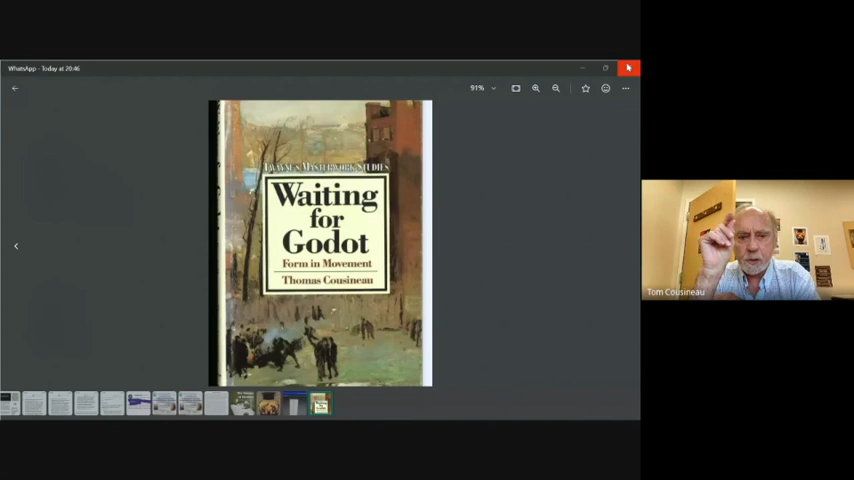 WhatsApp - Today at 20:46
91%
TWAYNE'S MASTERWORK STUDIES
Waiting
for
Godot
Form in Movement
Thomas Cousineau
Tom Cousineau